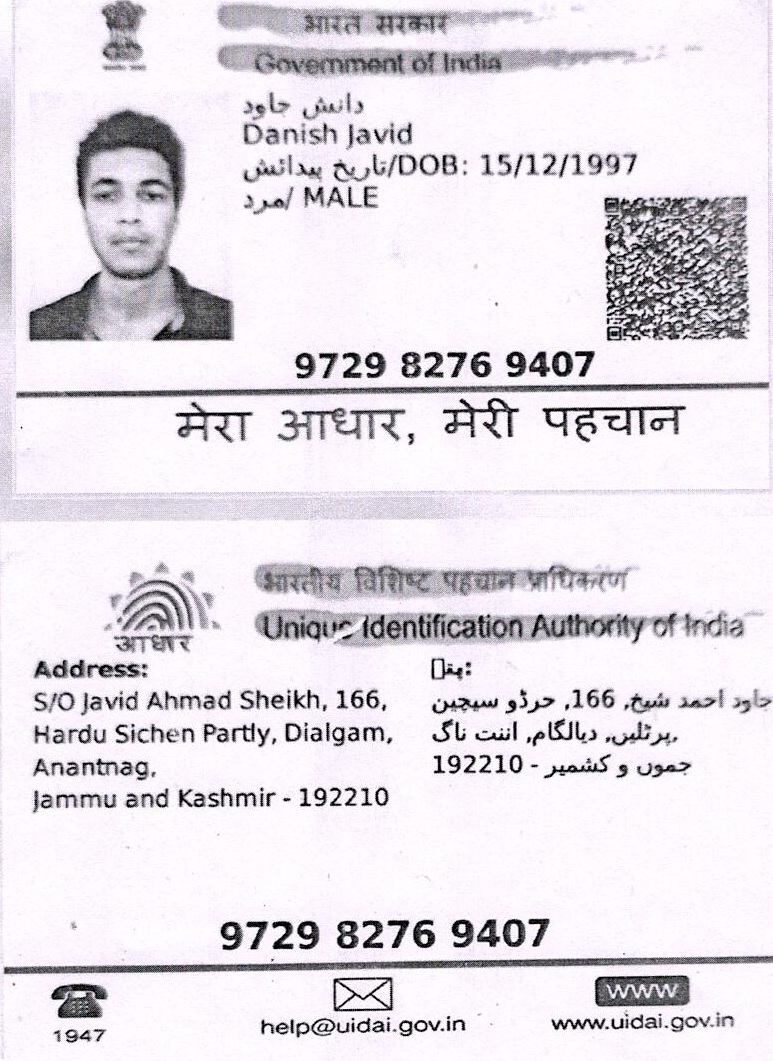 भारत सरकार
Government of India
دانش جاود
Danish Javid
تاریخ پیدائش/DOB: 15/12/1997
مرد/ MALE
9729 8276 9407
मेरा आधार, मेरी पहचान
भारतीय विशिष्ट पहचान प्राधिकरण
Unique Identification Authority of India
आधार
Address:
S/O Javid Ahmad Sheikh, 166,
Hardu Sichen Partly, Dialgam,
Anantnag,
Jammu and Kashmir - 192210
جاود احمد شیخ, 166, حرڈو سیچین
پرٹلیں, دیالگام, اننت ناگ,
جموں و کشمیر - 192210
9729 8276 9407
1947
help@uidai.gov.in
www
www.uidai.gov.in